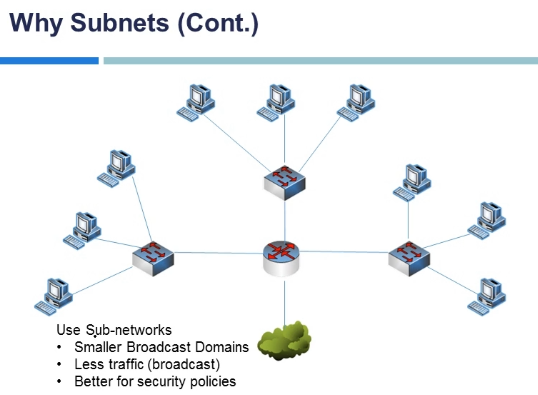 Why Subnets (Cont.)
Use Sub-networks
• Smaller Broadcast Domains
• Less traffic (broadcast)
• Better for security policies